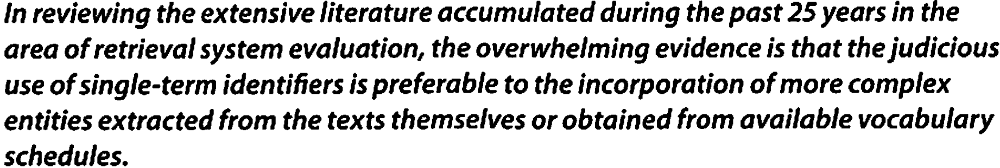 In reviewing the extensive literature accumulated during the past 25 years in the
area of retrieval system evaluation, the overwhelming evidence is that the judicious
use of single-term identifiers is preferable to the incorporation of more complex
entities extracted from the texts themselves or obtained from available vocabulary
schedules.